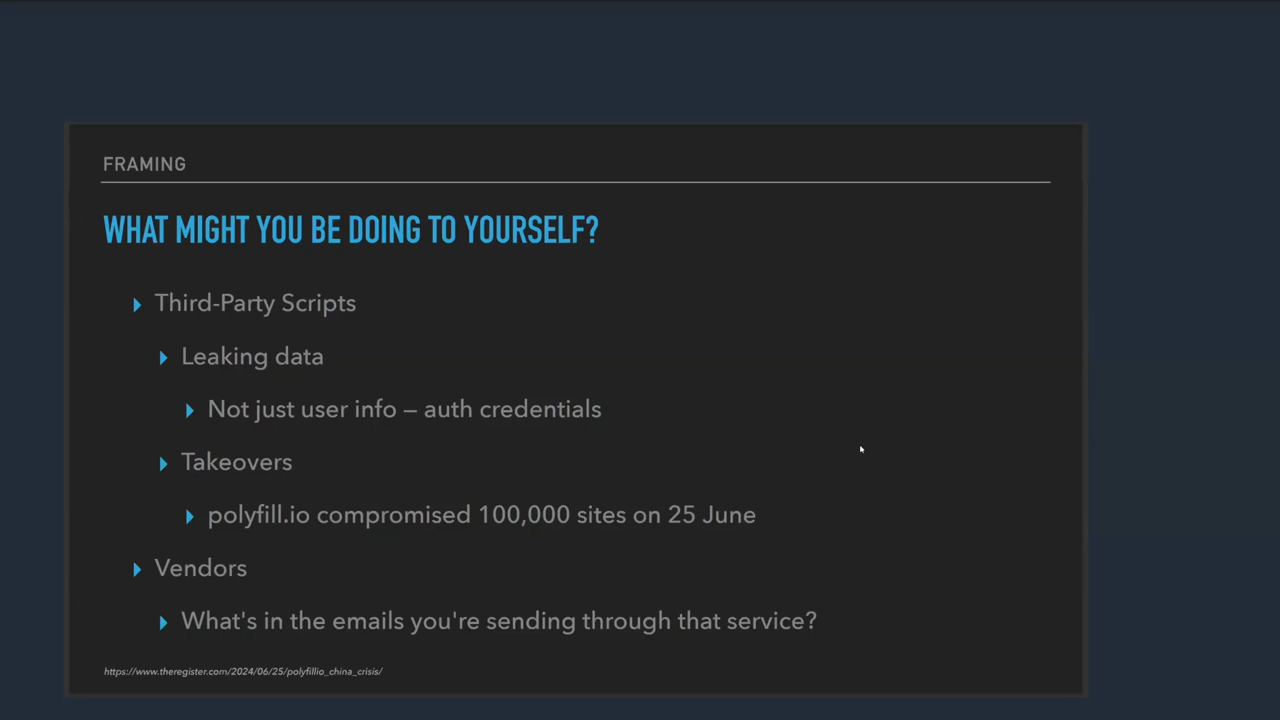 FRAMING
WHAT MIGHT YOU BE DOING TO YOURSELF?
Third-Party Scripts
Leaking data
Not just user info – auth credentials
Takeovers
polyfill.io compromised 100,000 sites on 25 June
Vendors
What's in the emails you're sending through that service?
https://www.theregister.com/2024/06/25/polyfillio_china_crisis/